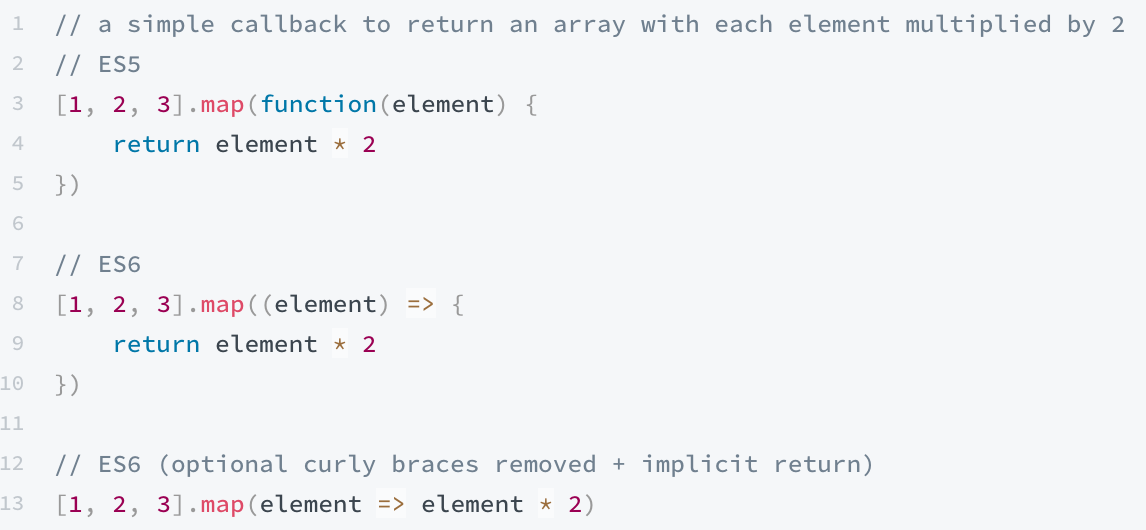 1 // a simple callback to return an array with each element multiplied by 2
2 // ES5
3 [1, 2, 3].map(function(element) {
4     return element * 2
5 })
6
7 // ES6
8 [1, 2, 3].map((element) => {
9     return element * 2
10 })
11
12 // ES6 (optional curly braces removed + implicit return)
13 [1, 2, 3].map(element => element * 2)